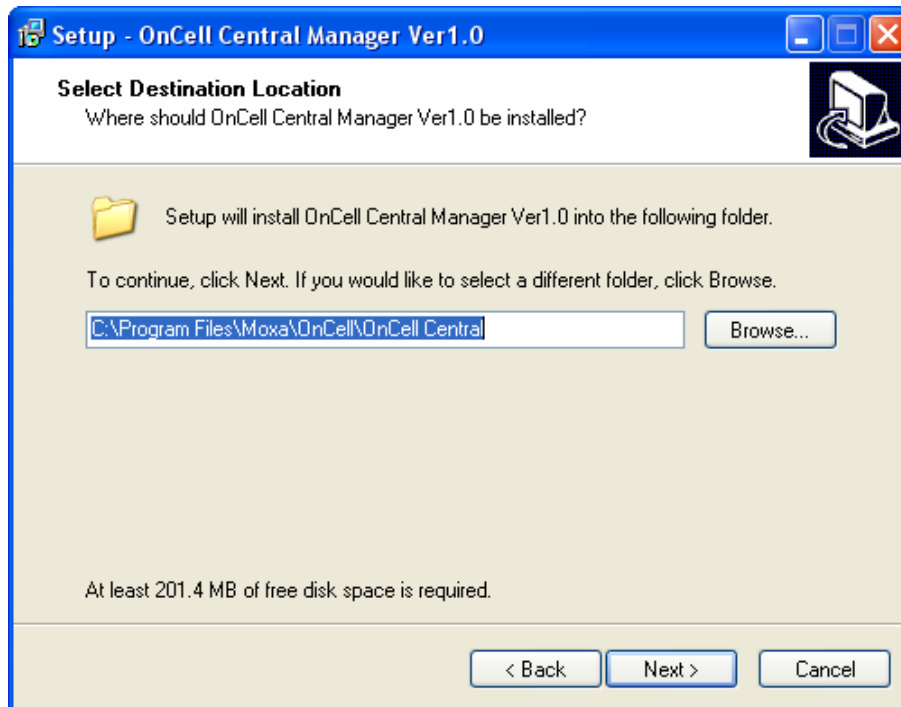 Setup - OnCell Central Manager Ver1.0
Select Destination Location
Where should OnCell Central Manager Ver1.0 be installed?
Setup will install OnCell Central Manager Ver1.0 into the following folder.
To continue, click Next. If you would like to select a different folder, click Browse.
C:\Program Files\Moxa\OnCell\OnCell Central
Browse...
At least 201.4 MB of free disk space is required.
< Back
Next >
Cancel